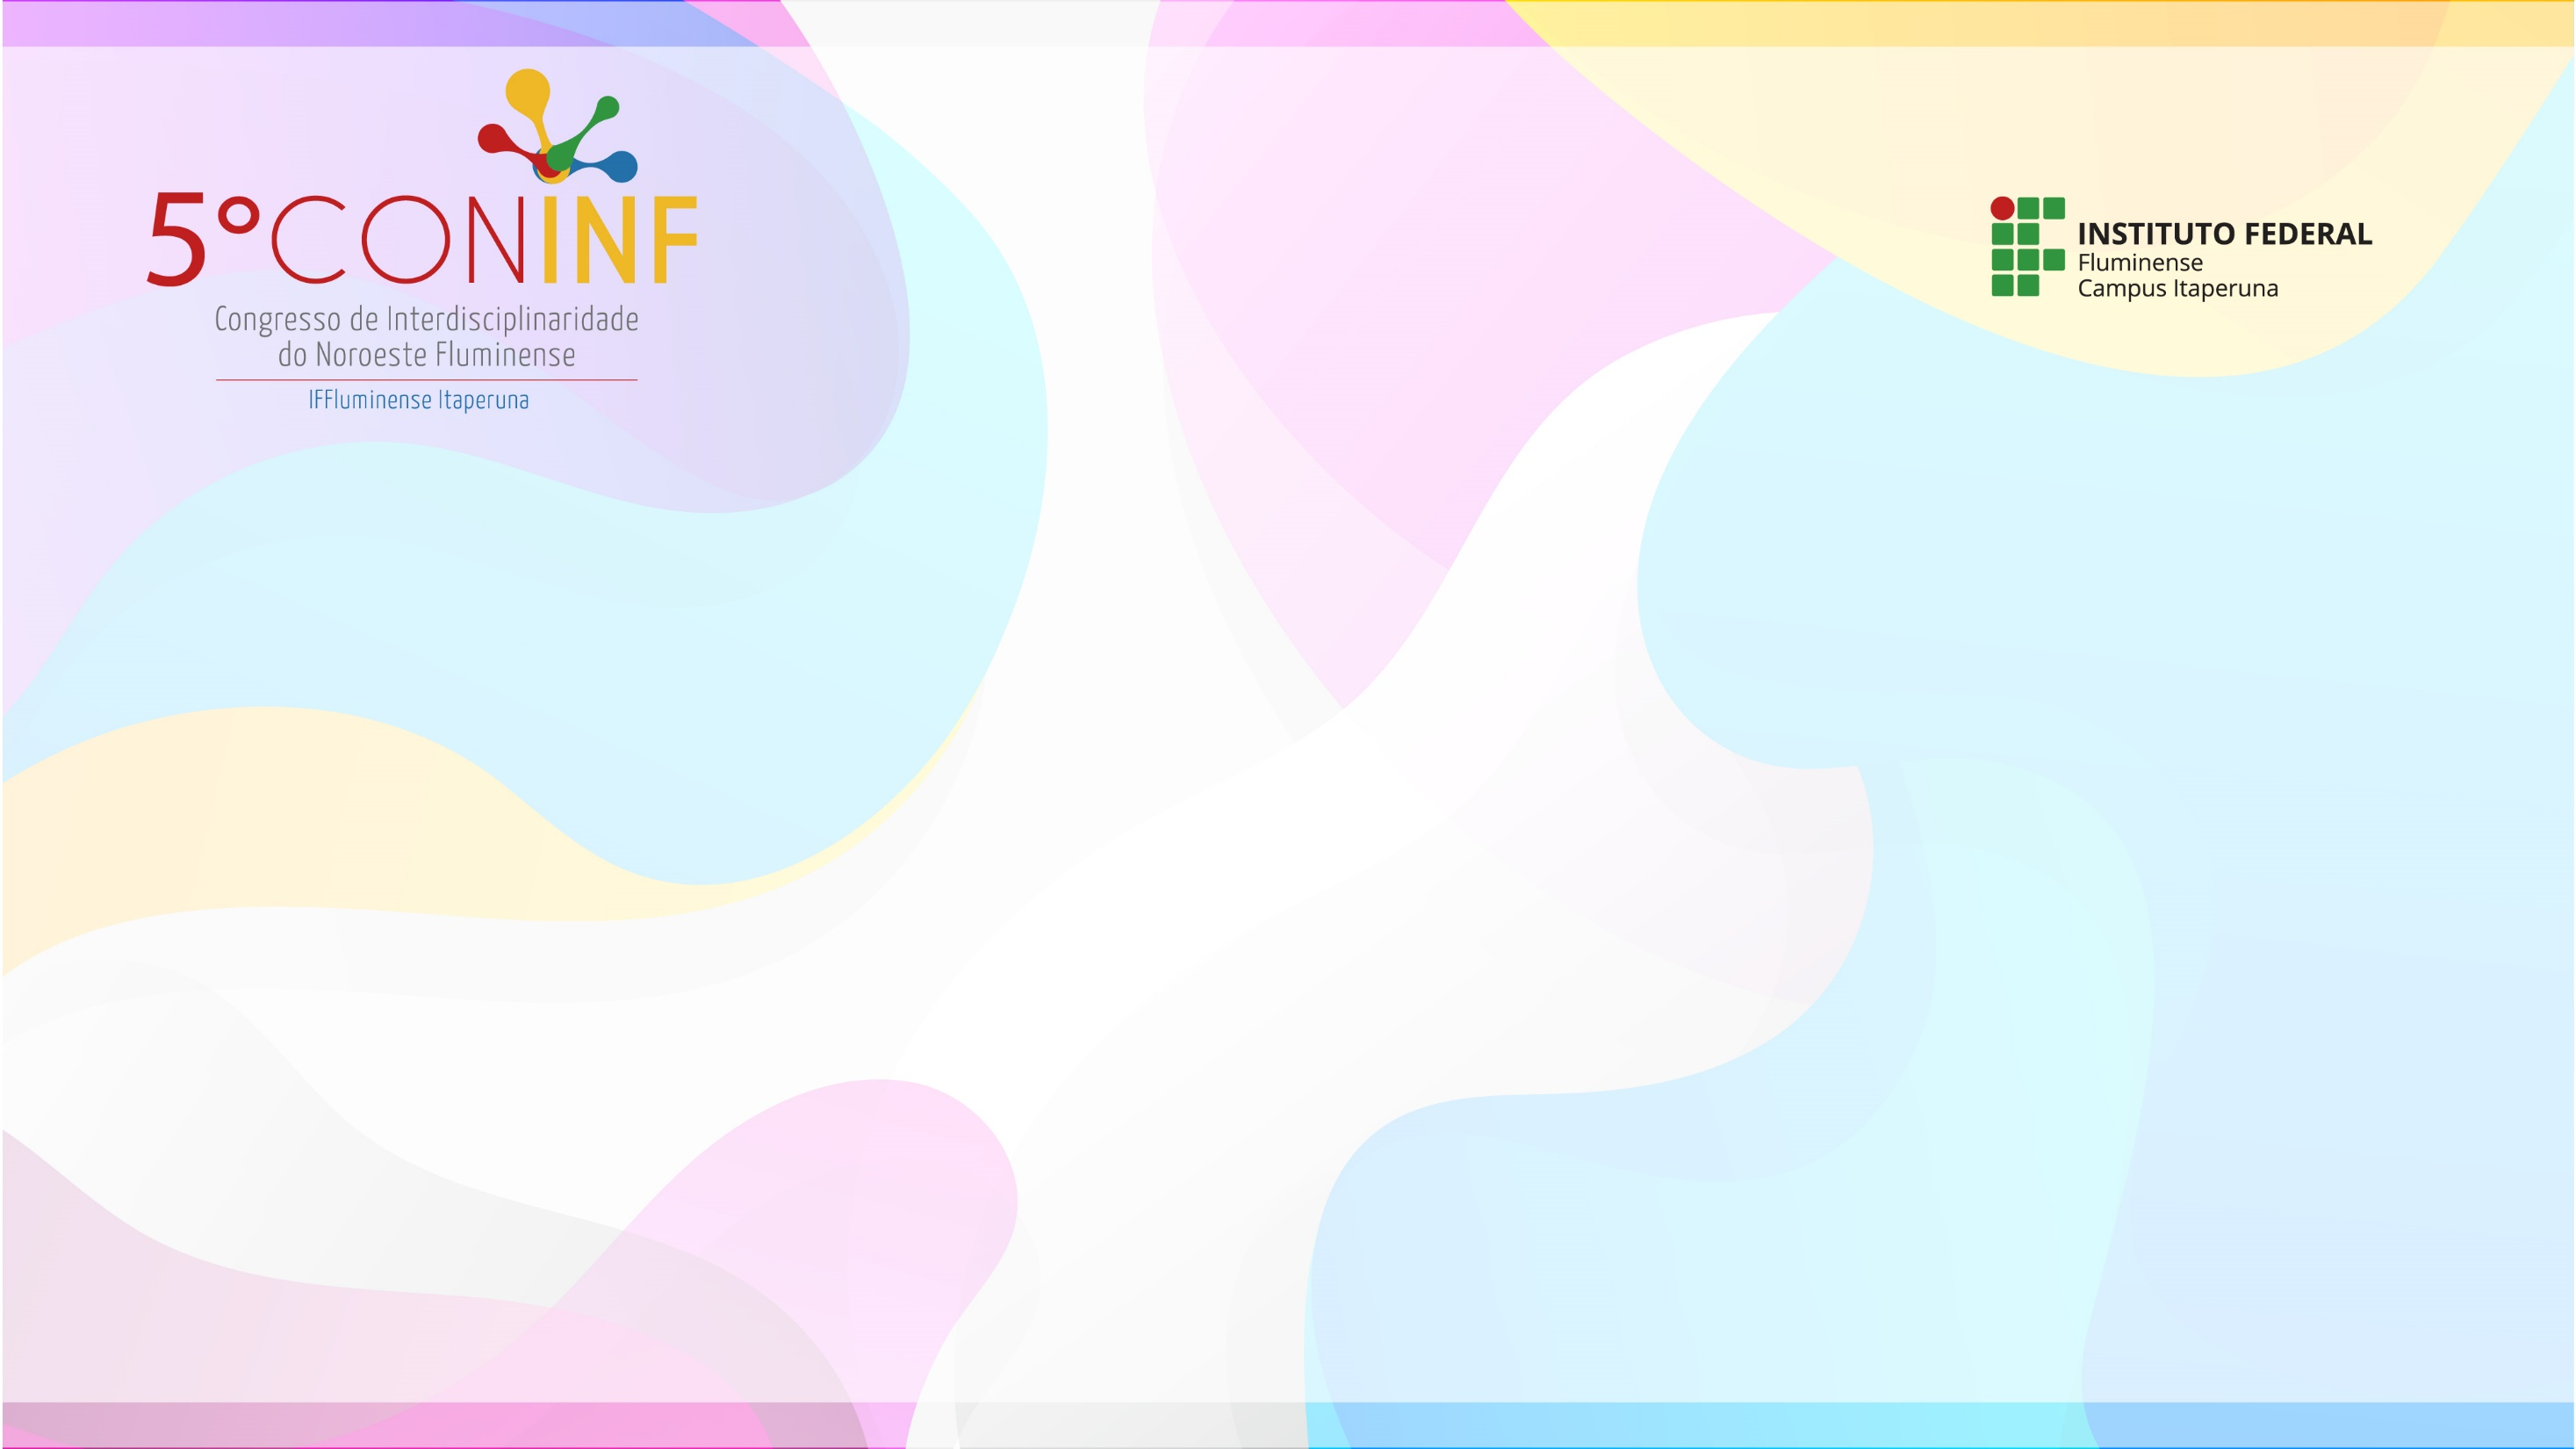 5°CONINF
Congresso de Interdisciplinaridade
do Noroeste Fluminense
IFFluminense Itaperuna
INSTITUTO FEDERAL
Fluminense
Campus Itaperuna